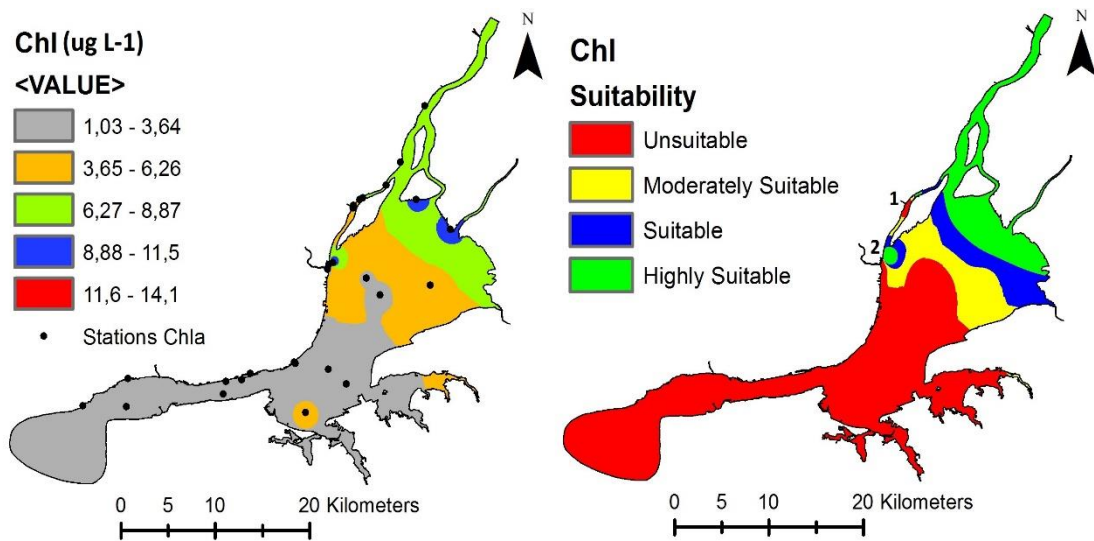 Chl (ug L-1)
<VALUE>
1,03 - 3,64
3,65 - 6,26
6,27 - 8,87
8,88 - 11,5
11,6 - 14,1
Stations Chla
N
0 5 10 20 Kilometers
Chl
Suitability
Unsuitable
Moderately Suitable
Suitable
Highly Suitable
N
1
2
0 5 10 20 Kilometers